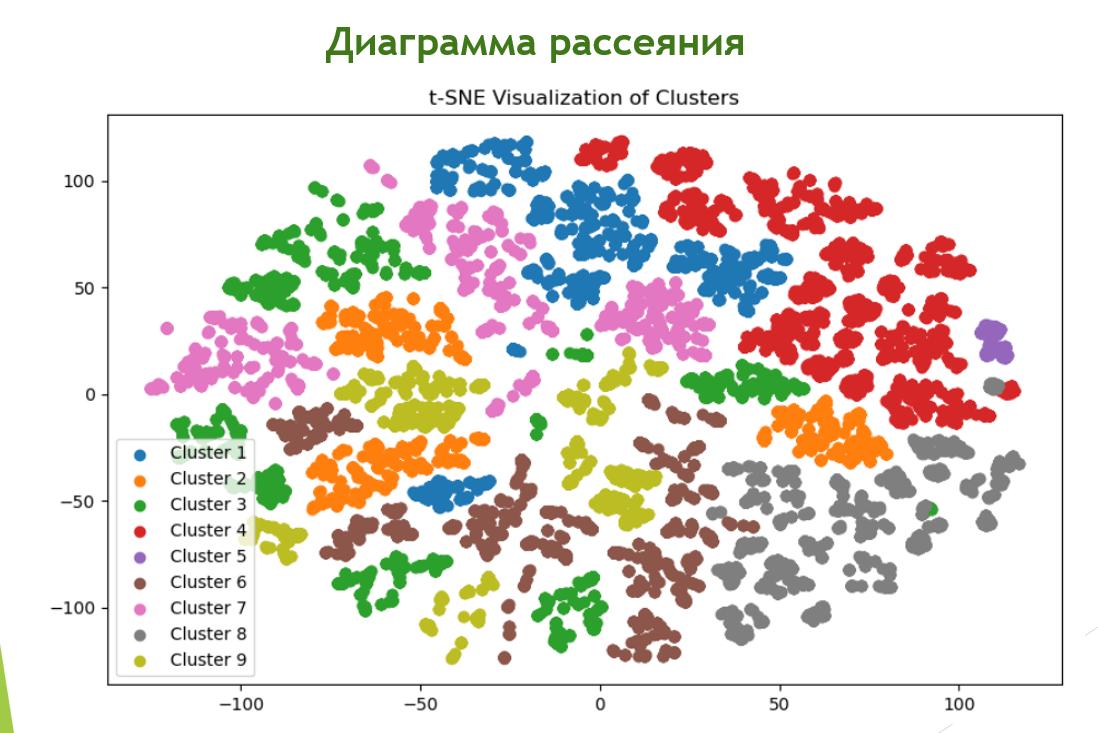 Диаграмма рассеяния
t-SNE Visualization of Clusters
100
50
0
−50
−100
Cluster 1
Cluster 2
Cluster 3
Cluster 4
Cluster 5
Cluster 6
Cluster 7
Cluster 8
Cluster 9
−100 −50 0 50 100